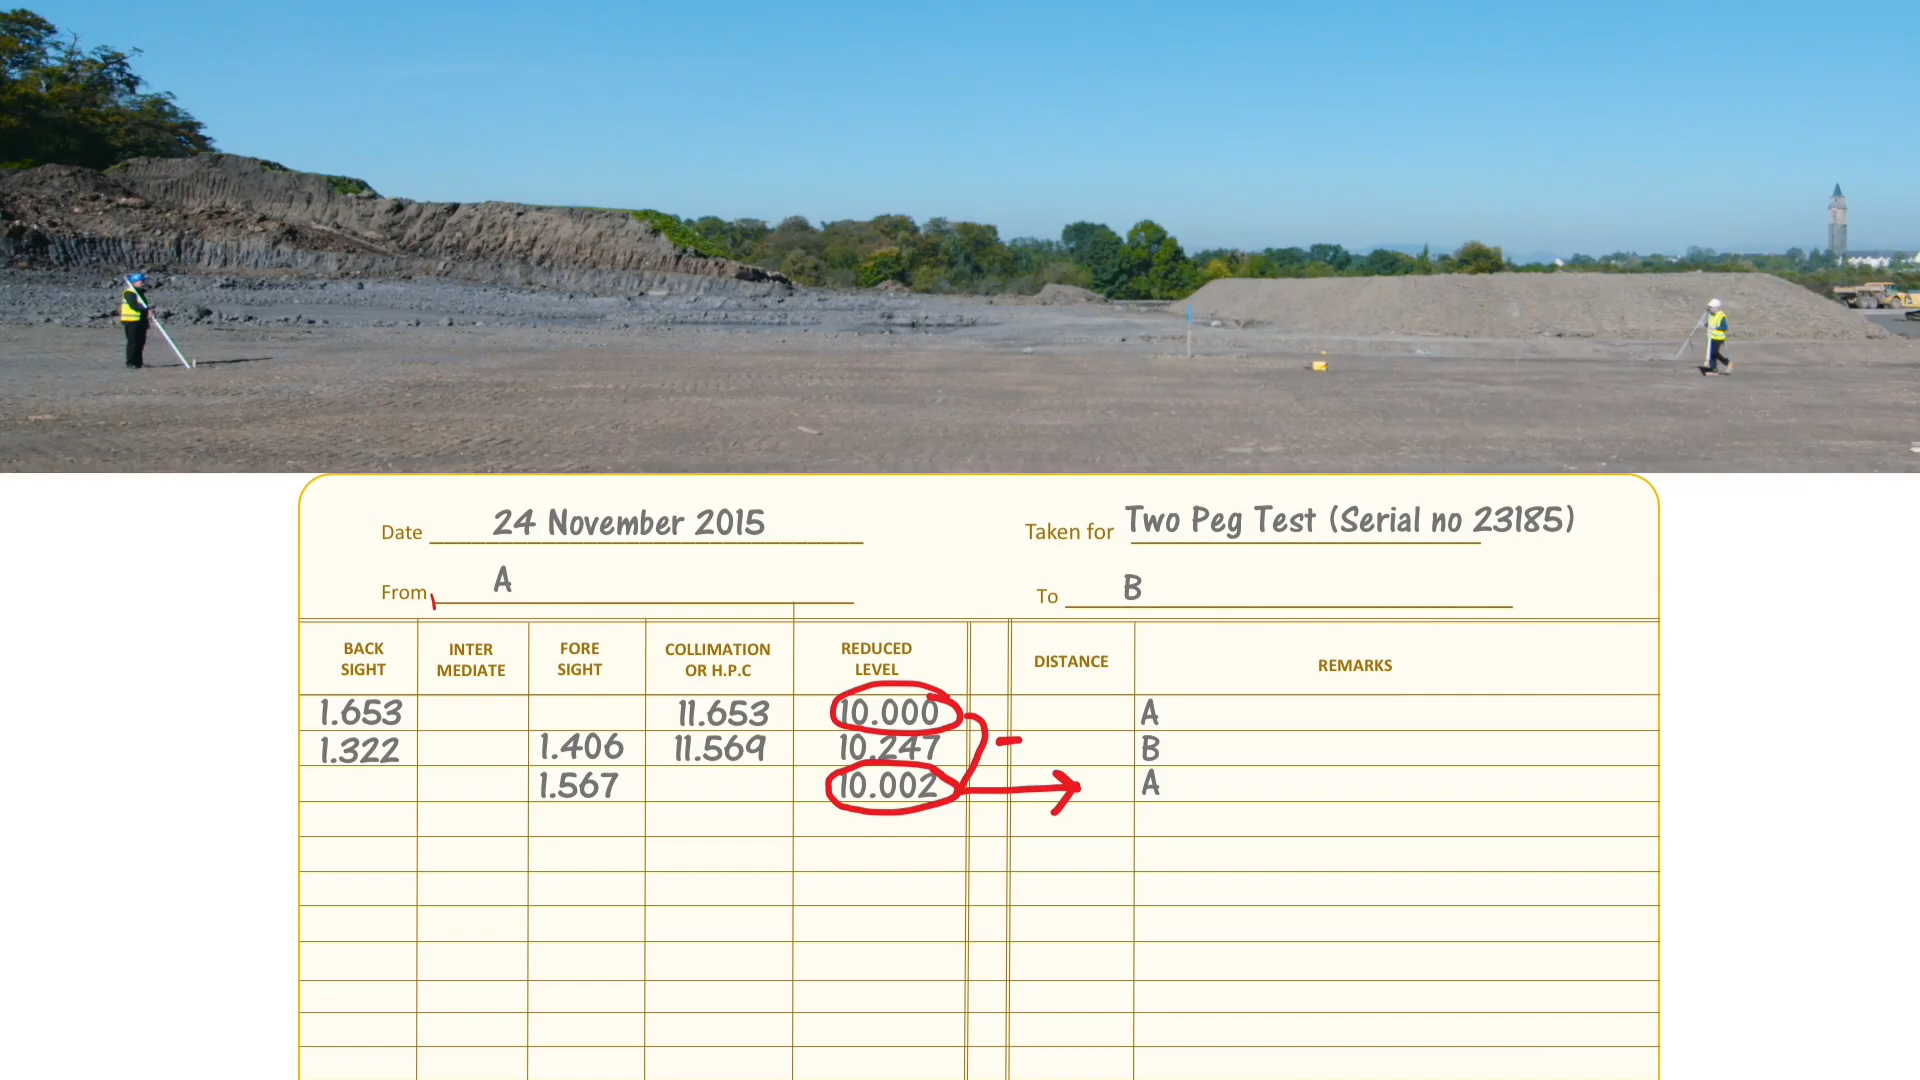 Date 24 November 2015 Taken for Two Peg Test (Serial no 23185)
From A To B
BACK SIGHT INTER MEDIATE FORE SIGHT COLLIMATION OR H.P.C REDUCED LEVEL DISTANCE REMARKS
1.653 11.653 10.000 A
1.322 1.406 11.569 10.247 B
1.567 10.002 A